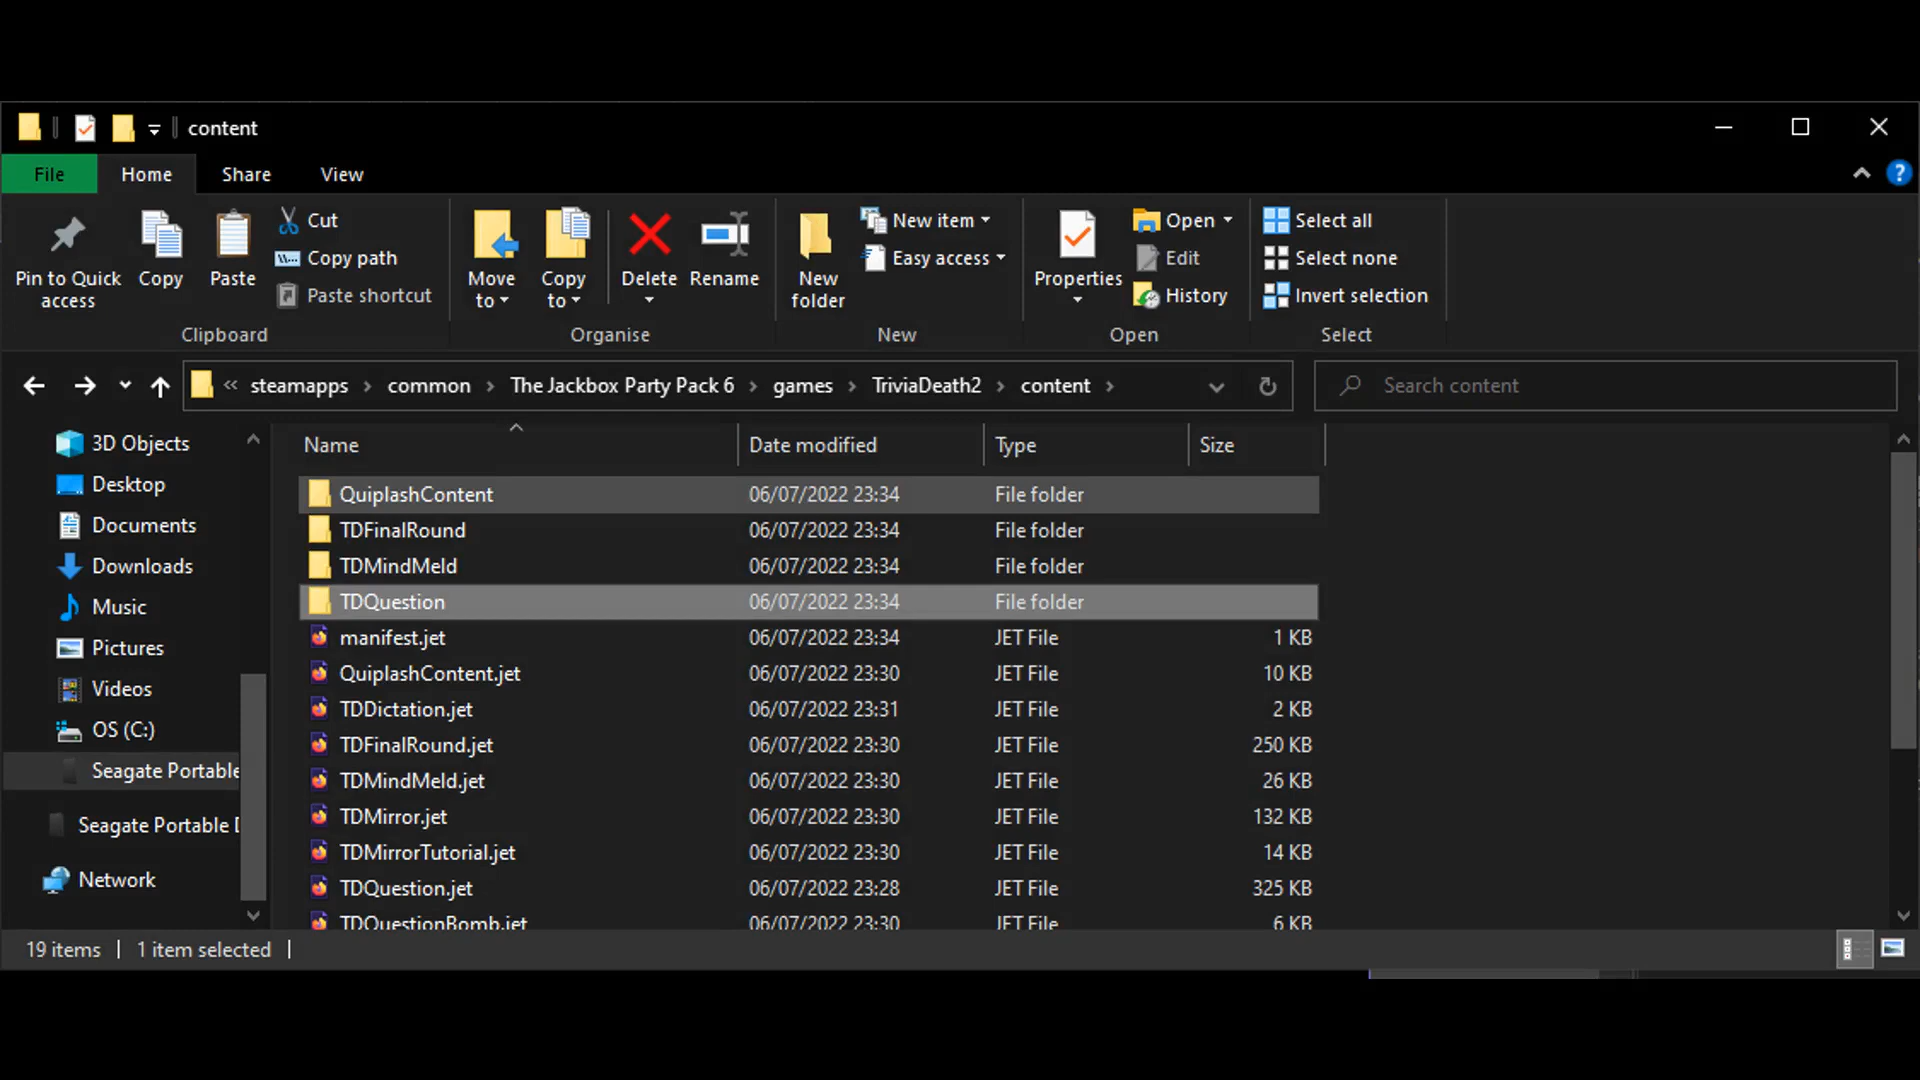 content
File Home Share View
Pin to Quick access
Copy
Paste
Cut
Copy path
Paste shortcut
Clipboard
Move to
Copy to
Delete
Rename
Organise
New folder
New item
Easy access
New
Properties
Open
Edit
History
Open
Select all
Select none
Invert selection
Select
« steamapps > common > The Jackbox Party Pack 6 > games > TriviaDeath2 > content >
Search content
3D Objects
Desktop
Documents
Downloads
Music
Pictures
Videos
OS (C:)
Seagate Portable
Seagate Portable D
Network
Name Date modified Type Size
QuiplashContent 06/07/2022 23:34 File folder
TDFinalRound 06/07/2022 23:34 File folder
TDMindMeld 06/07/2022 23:34 File folder
TDQuestion 06/07/2022 23:34 File folder
manifest.jet 06/07/2022 23:34 JET File 1 KB
QuiplashContent.jet 06/07/2022 23:30 JET File 10 KB
TDDictation.jet 06/07/2022 23:31 JET File 2 KB
TDFinalRound.jet 06/07/2022 23:30 JET File 250 KB
TDMindMeld.jet 06/07/2022 23:30 JET File 26 KB
TDMirror.jet 06/07/2022 23:30 JET File 132 KB
TDMirrorTutorial.jet 06/07/2022 23:30 JET File 14 KB
TDQuestion.jet 06/07/2022 23:28 JET File 325 KB
TDQuestionBomb.jet 06/07/2022 23:30 JET File 6 KB
19 items | 1 item selected |